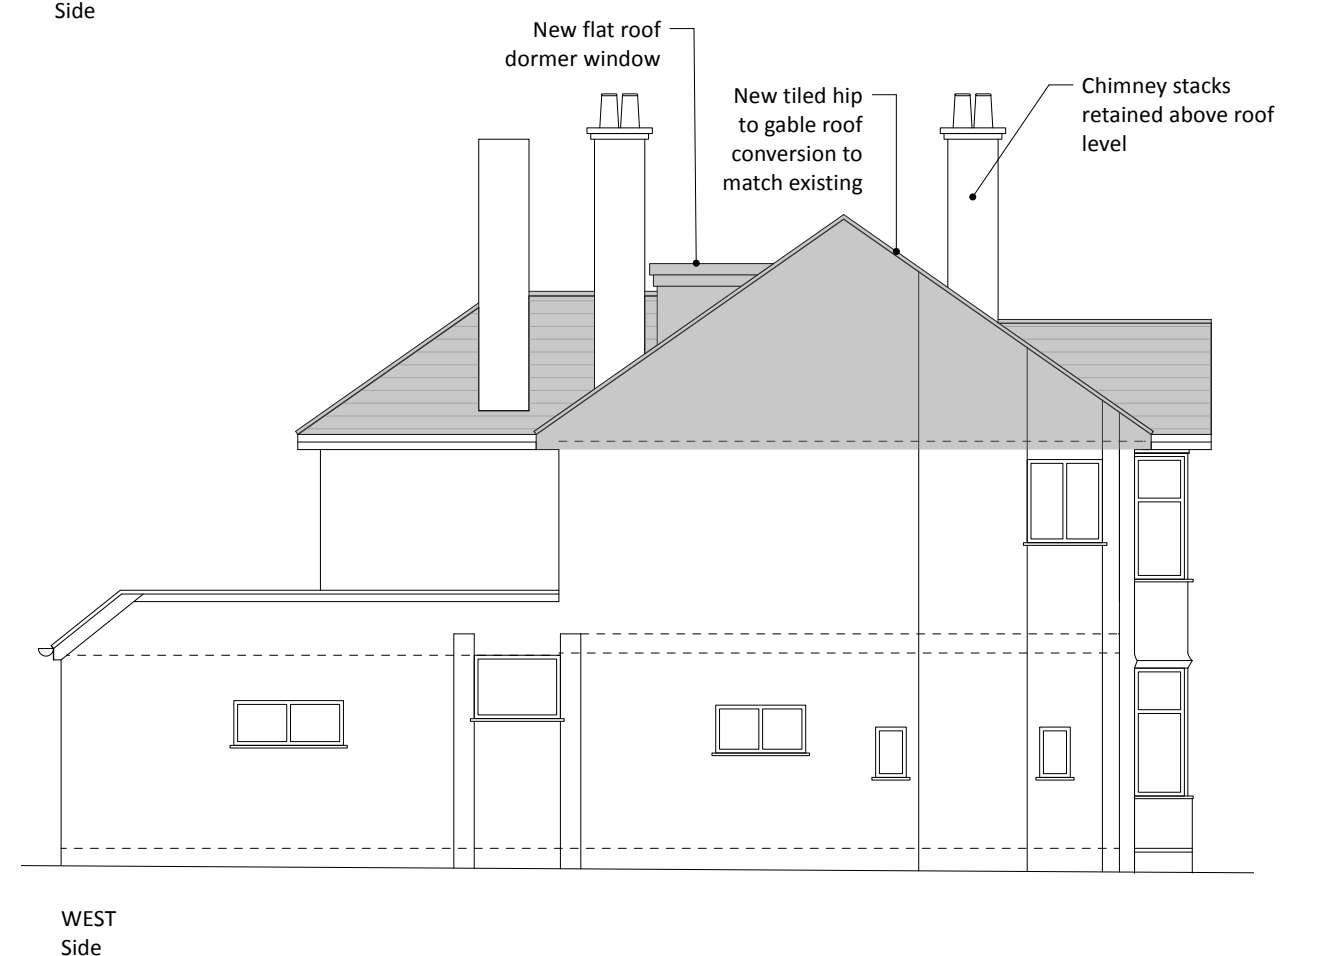 Side
New flat roof
dormer window
New tiled hip
to gable roof
conversion to
match existing
Chimney stacks
retained above roof
level
WEST
Side